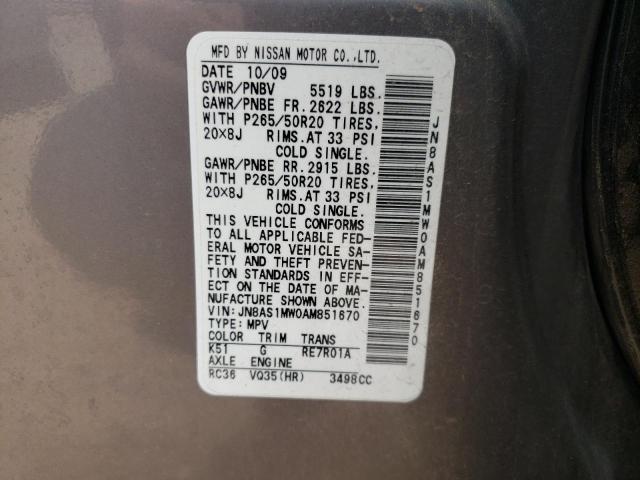 MFD BY NISSAN MOTOR CO.,LTD.
DATE 10/09
GVWR/PNBV 5519 LBS.
GAWR/PNBE FR. 2622 LBS.
WITH P265/50R20 TIRES,
20X8J RIMS. AT 33 PSI
COLD SINGLE.
GAWR/PNBE RR. 2915 LBS.
WITH P265/50R20 TIRES,
20X8J RIMS. AT 33 PSI
COLD SINGLE.
THIS VEHICLE CONFORMS
TO ALL APPLICABLE FED-
ERAL MOTOR VEHICLE SA-
FETY AND THEFT PREVEN-
TION STANDARDS IN EFF-
ECT ON THE DATE OF MA-
NUFACTURE SHOWN ABOVE.
VIN: JN8AS1MW0AM851670
TYPE: MPV
COLOR TRIM TRANS
K51 G RE7R01A
AXLE ENGINE
RC36 VQ35(HR) 3498CC
JN8AS1MW0AM851670